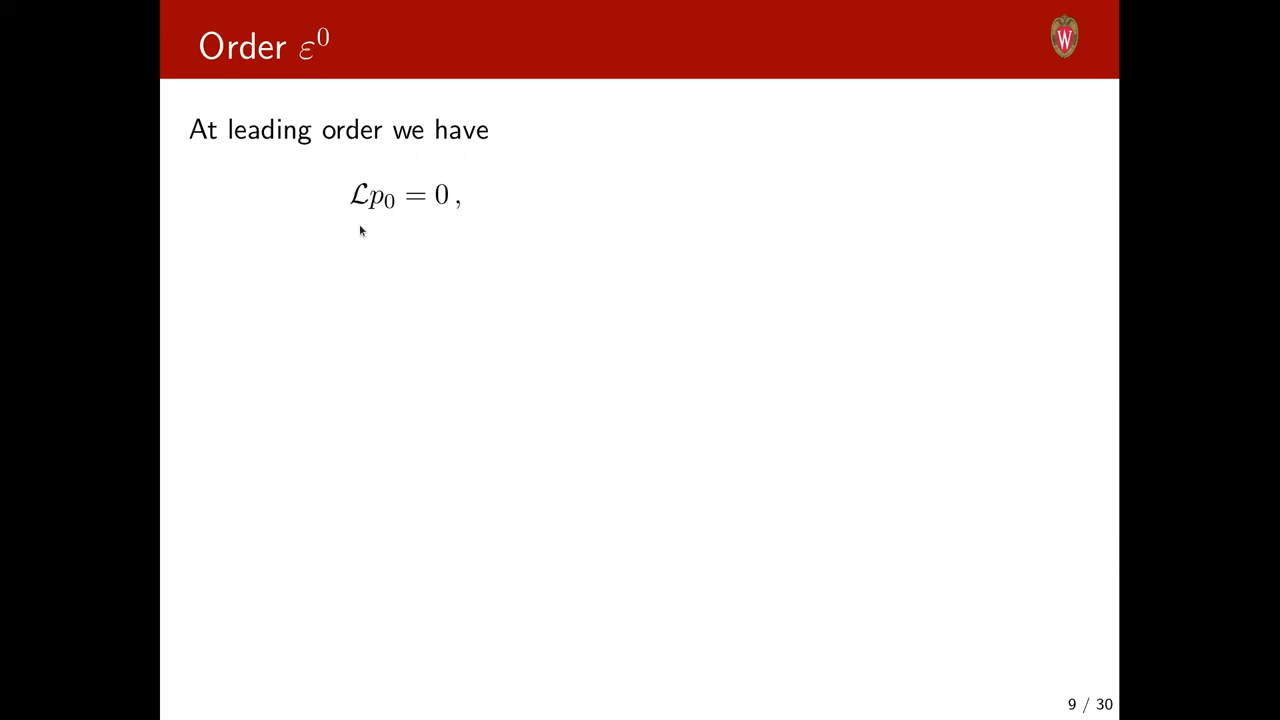 Order ε⁰
W
At leading order we have
ℒp₀ = 0 ,
9 / 30